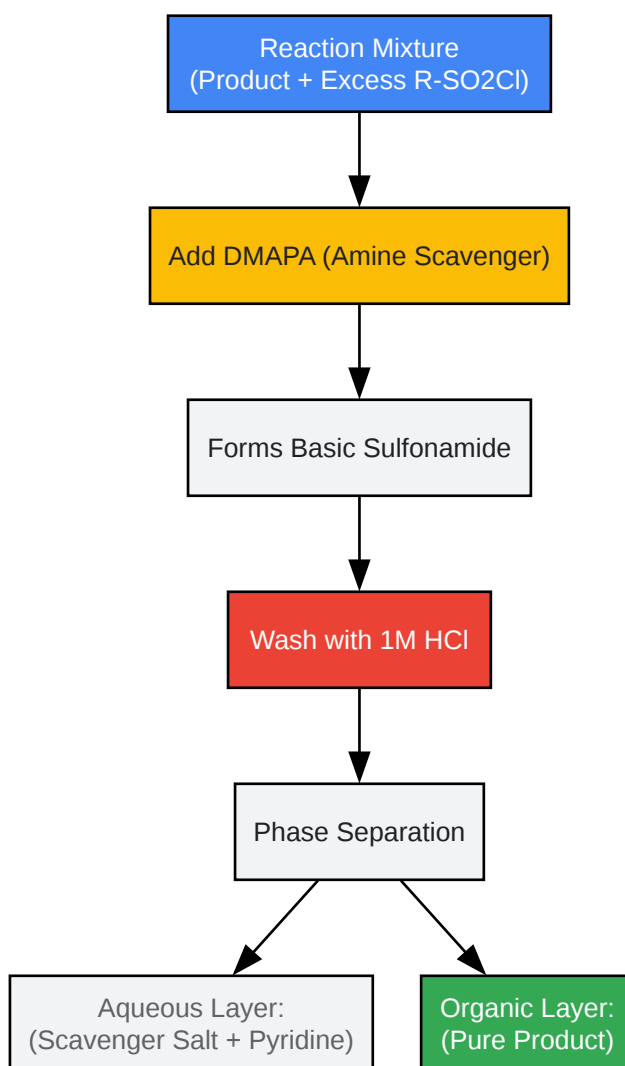 Reaction Mixture
(Product + Excess R-SO2Cl)
Add DMAPA (Amine Scavenger)
Forms Basic Sulfonamide
Wash with 1M HCl
Phase Separation
Aqueous Layer:
(Scavenger Salt + Pyridine)
Organic Layer:
(Pure Product)